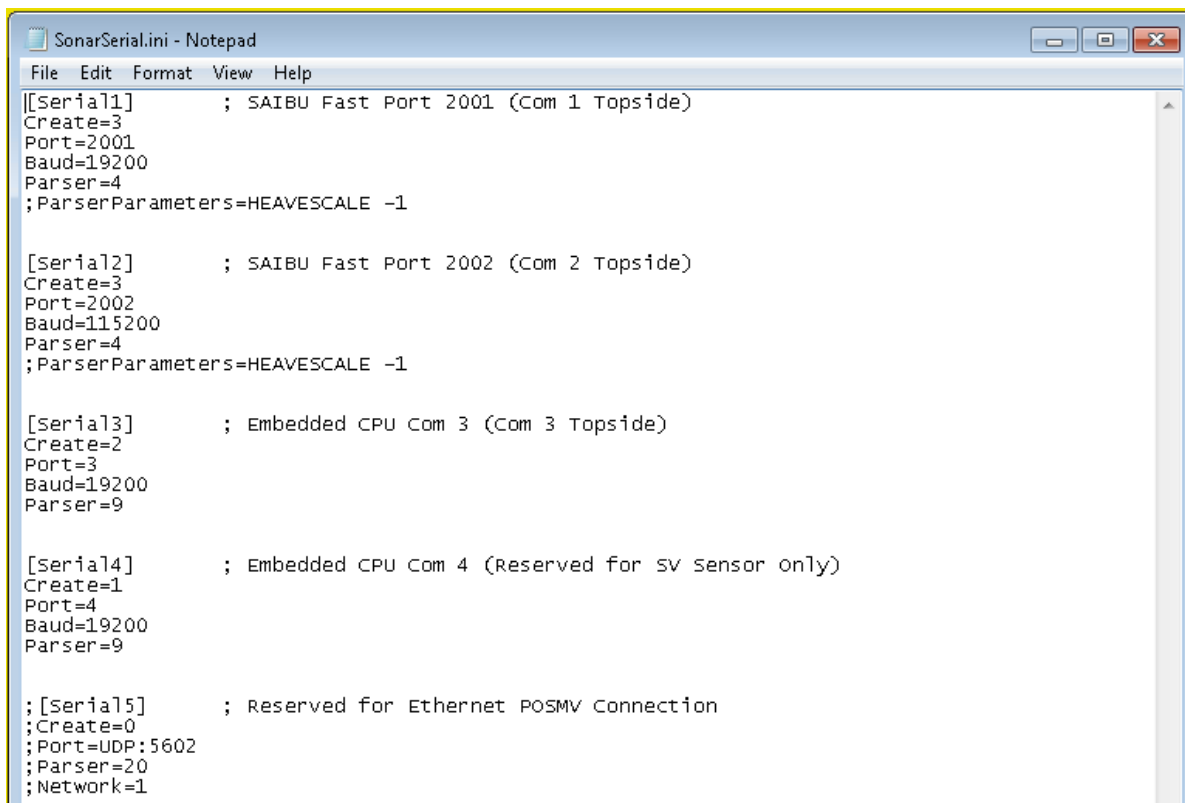 SonarSerial.ini - Notepad
File Edit Format View Help
[Serial1] ; SAIBU Fast Port 2001 (Com 1 Topside)
Create=3
Port=2001
Baud=19200
Parser=4
;ParserParameters=HEAVESCALE -1
[Serial2] ; SAIBU Fast Port 2002 (Com 2 Topside)
Create=3
Port=2002
Baud=115200
Parser=4
;ParserParameters=HEAVESCALE -1
[Serial3] ; Embedded CPU Com 3 (Com 3 Topside)
Create=2
Port=3
Baud=19200
Parser=9
[Serial4] ; Embedded CPU Com 4 (Reserved for SV Sensor Only)
Create=1
Port=4
Baud=19200
Parser=9
;[Serial5] ; Reserved for Ethernet POSMV Connection
;Create=0
;Port=UDP:5602
;Parser=20
;Network=1